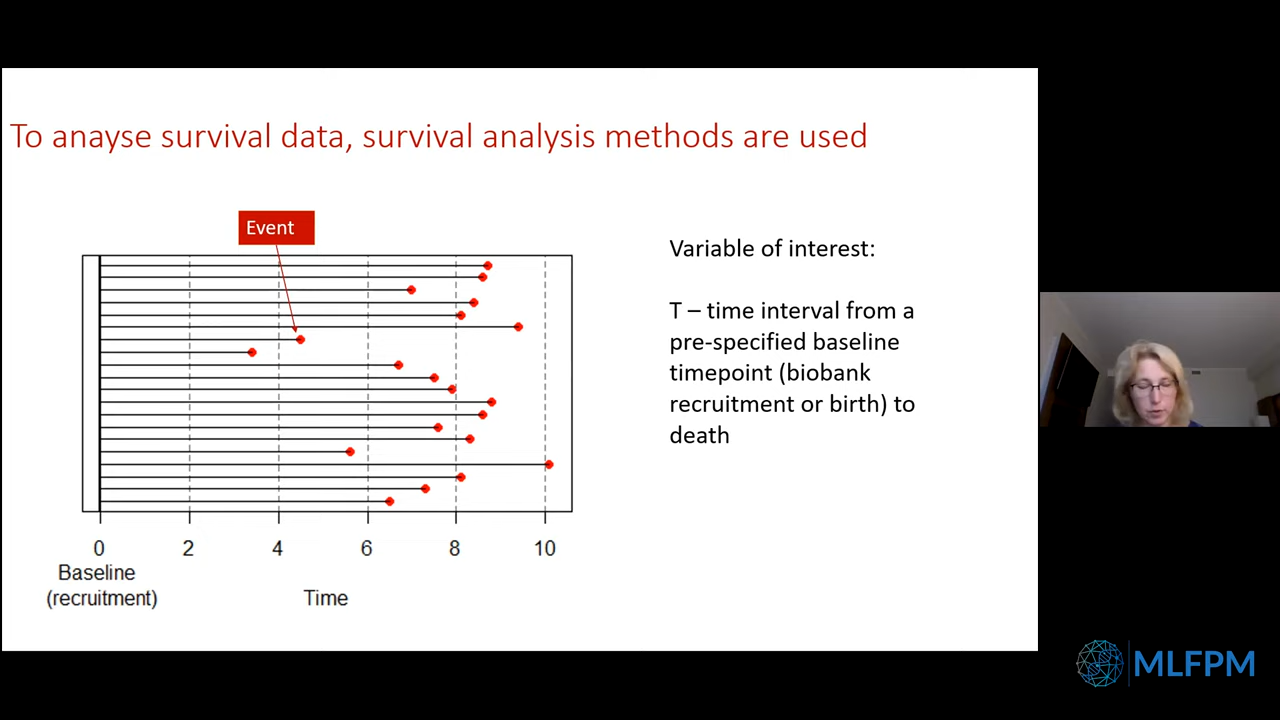 To anayse survival data, survival analysis methods are used
Event
Variable of interest:
T – time interval from a
pre-specified baseline
timepoint (biobank
recruitment or birth) to
death
0 2 4 6 8 10
Baseline
(recruitment)
Time
MLFPM